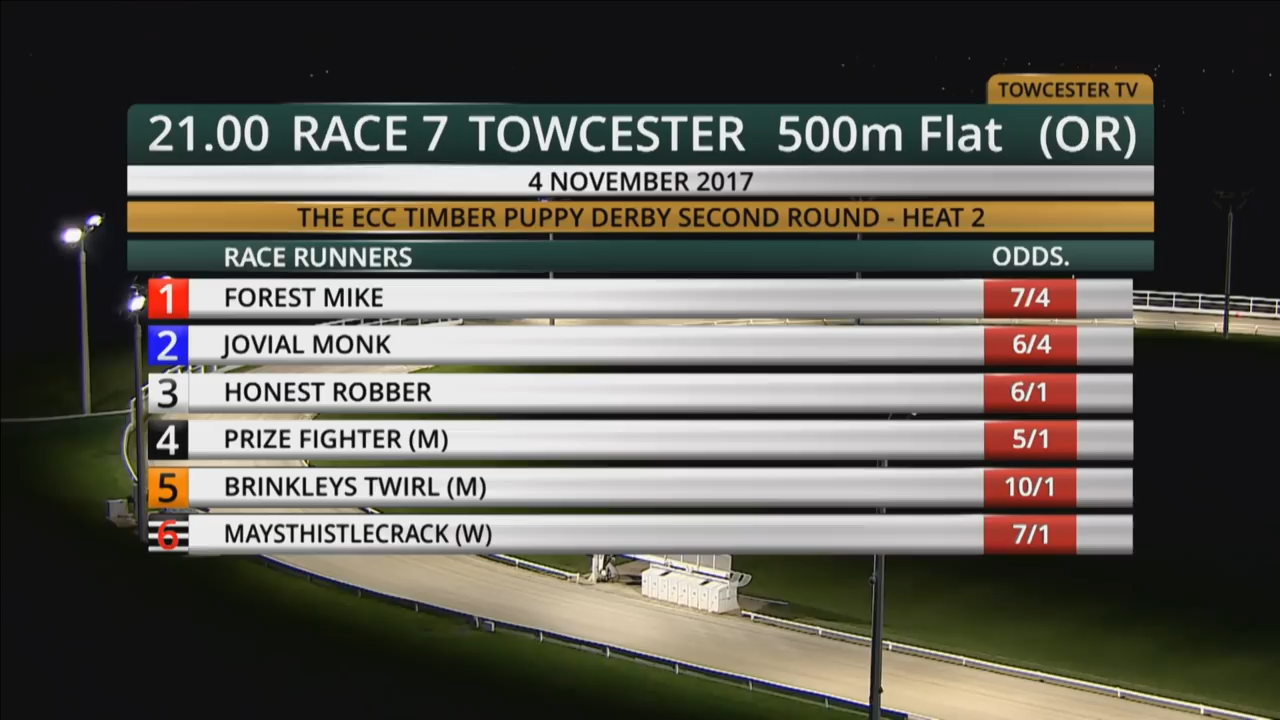 TOWCESTER TV
21.00 RACE 7 TOWCESTER 500m Flat (OR)
4 NOVEMBER 2017
THE ECC TIMBER PUPPY DERBY SECOND ROUND - HEAT 2
RACE RUNNERS ODDS.
1 FOREST MIKE 7/4
2 JOVIAL MONK 6/4
3 HONEST ROBBER 6/1
4 PRIZE FIGHTER (M) 5/1
5 BRINKLEYS TWIRL (M) 10/1
6 MAYSTHISTLECRACK (W) 7/1